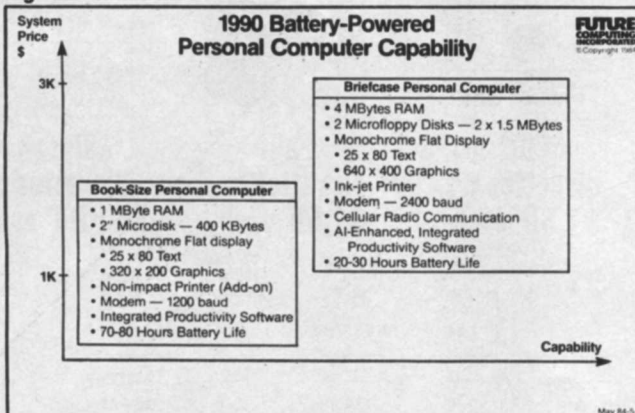 System
Price
$
1990 Battery-Powered
Personal Computer Capability
FUTURE
COMPUTING
INCORPORATED
3K
Briefcase Personal Computer
• 4 MBytes RAM
• 2 Microfloppy Disks — 2 x 1.5 MBytes
• Monochrome Flat Display
• 25 x 80 Text
• 640 x 400 Graphics
• Ink-jet Printer
• Modem — 2400 baud
• Cellular Radio Communication
• AI-Enhanced, Integrated
Productivity Software
• 20-30 Hours Battery Life
Book-Size Personal Computer
• 1 MByte RAM
• 2" Microdisk — 400 KBytes
• Monochrome Flat display
• 25 x 80 Text
• 320 x 200 Graphics
• Non-impact Printer (Add-on)
• Modem — 1200 baud
• Integrated Productivity Software
• 70-80 Hours Battery Life
1K
Capability